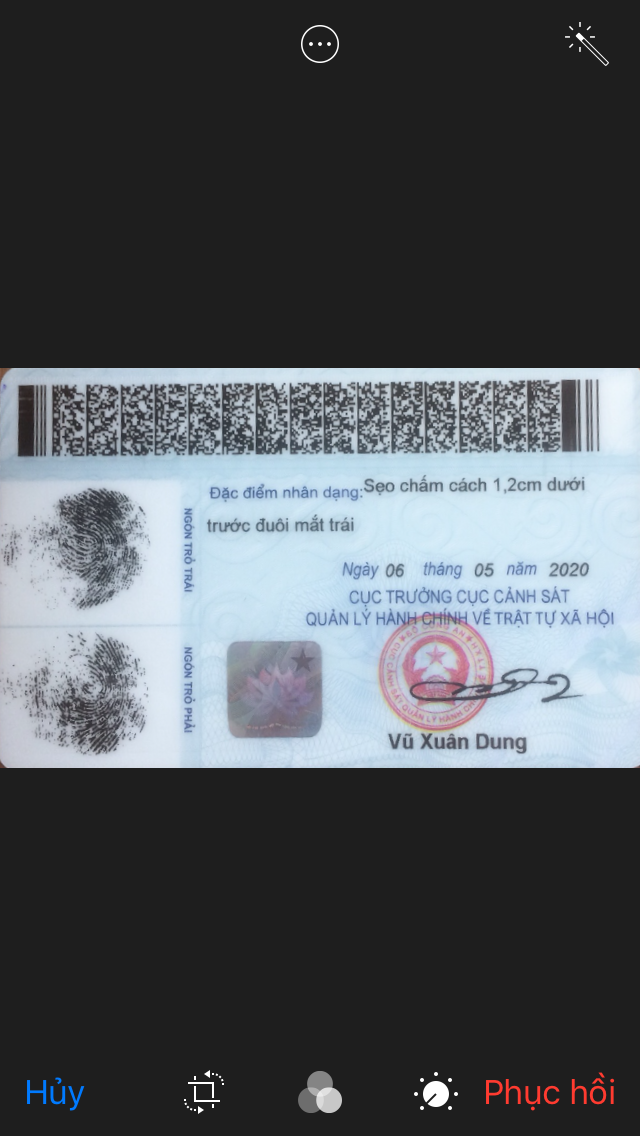 Đặc điểm nhân dạng: Sẹo chấm cách 1,2cm dưới
trước đuôi mắt trái
NGÓN TRỎ TRÁI
Ngày 06 tháng 05 năm 2020
CỤC TRƯỞNG CỤC CẢNH SÁT
QUẢN LÝ HÀNH CHÍNH VỀ TRẬT TỰ XÃ HỘI
NGÓN TRỎ PHẢI
Vũ Xuân Dung
Hủy
Phục hồi